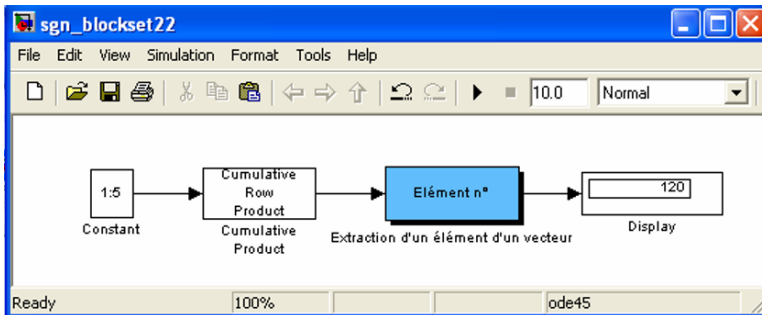 sgn_blockset22
File Edit View Simulation Format Tools Help
10.0 Normal
1:5
Constant
Cumulative
Row
Product
Cumulative
Product
Elément n°
Extraction d'un élément d'un vecteur
120
Display
Ready 100% ode45